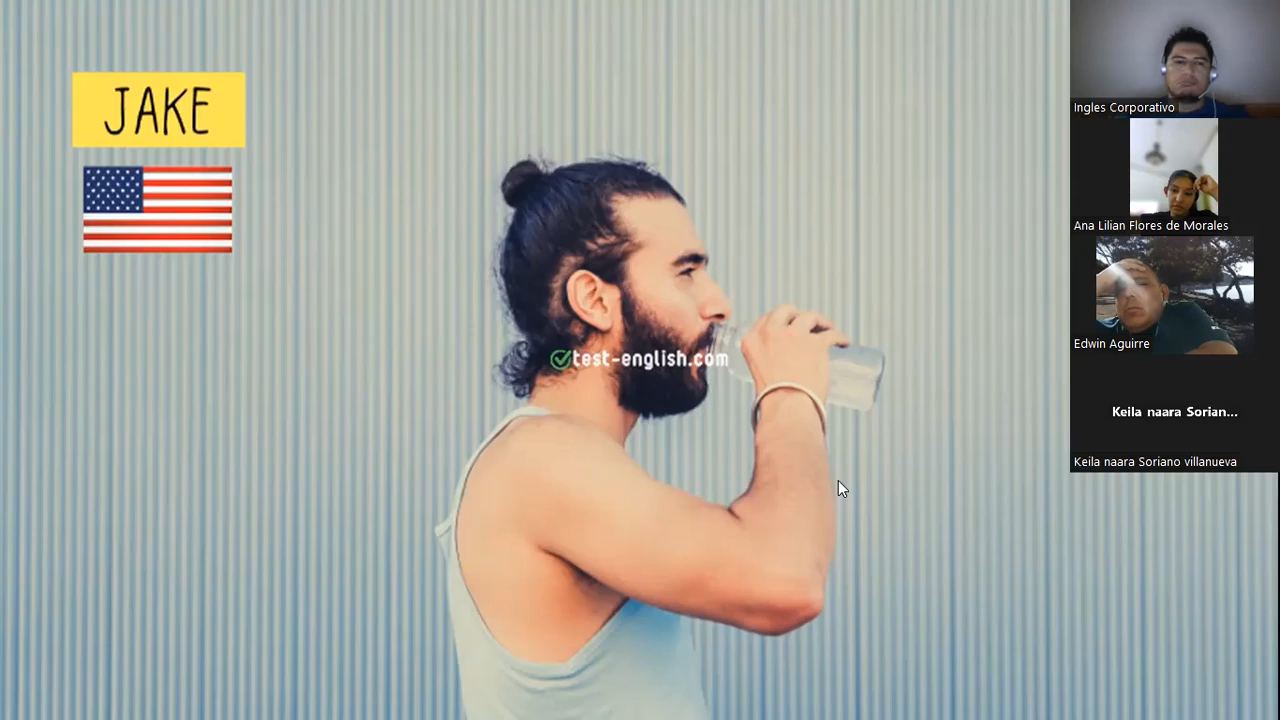 JAKE
test-english.com
Ingles Corporativo
Ana Lilian Flores de Morales
Edwin Aguirre
Keila naara Sorian...
Keila naara Soriano villanueva